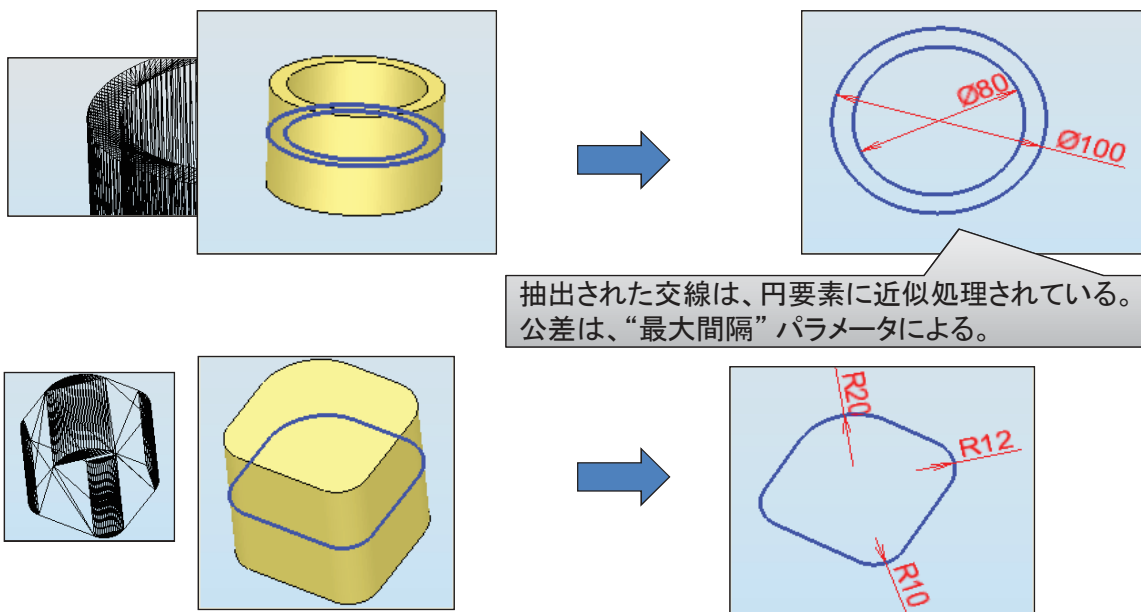 Ø80
Ø100
抽出された交線は、円要素に近似処理されている。
公差は、“最大間隔” パラメータによる。
R20
R12
R10